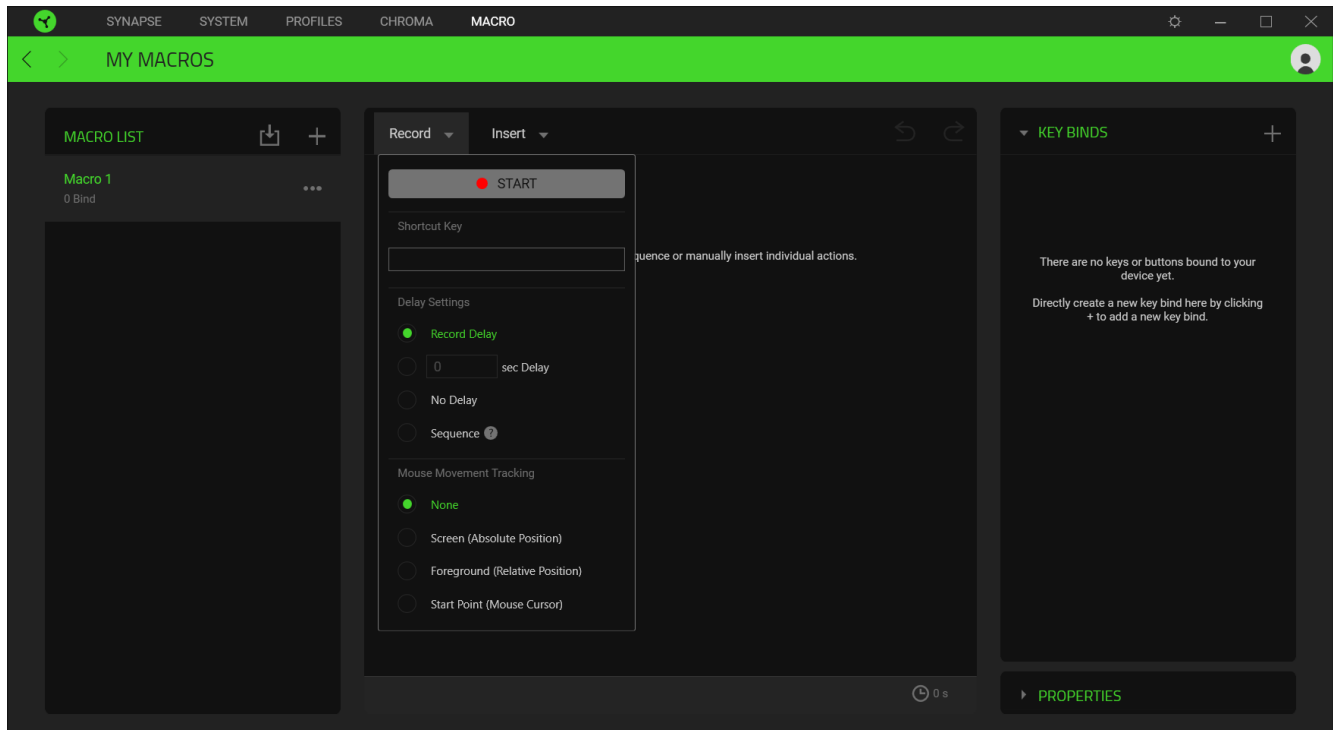 SYNAPSE SYSTEM PROFILES CHROMA MACRO
MY MACROS
MACRO LIST
Macro 1
0 Bind
Record Insert
START
Shortcut Key
quence or manually insert individual actions.
Delay Settings
Record Delay
0 sec Delay
No Delay
Sequence ?
Mouse Movement Tracking
None
Screen (Absolute Position)
Foreground (Relative Position)
Start Point (Mouse Cursor)
0 s
KEY BINDS
There are no keys or buttons bound to your
device yet.
Directly create a new key bind here by clicking
+ to add a new key bind.
PROPERTIES